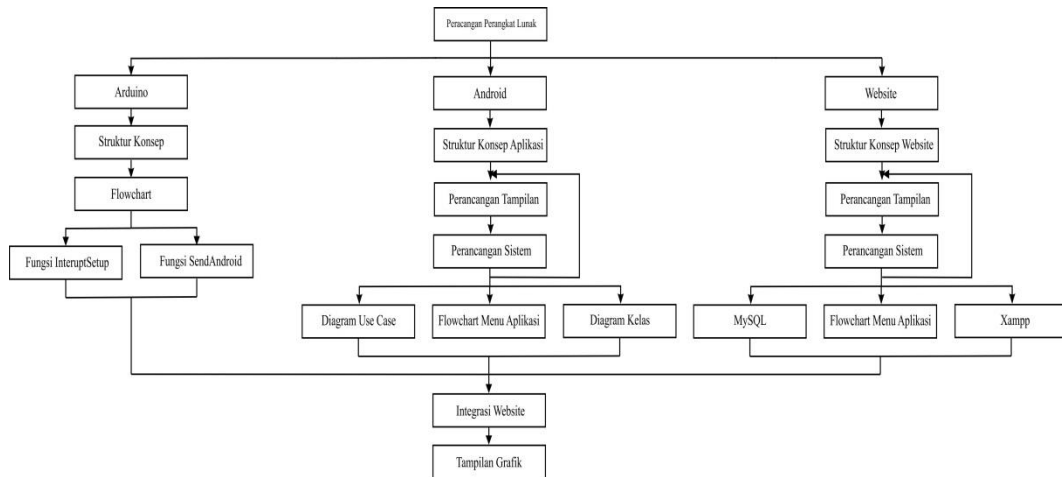 Peracangan Perangkat Lunak
Arduino
Android
Website
Struktur Konsep
Struktur Konsep Aplikasi
Struktur Konsep Website
Flowchart
Perancangan Tampilan
Perancangan Tampilan
Fungsi InteruptSetup
Fungsi SendAndroid
Perancangan Sistem
Perancangan Sistem
Diagram Use Case
Flowchart Menu Aplikasi
Diagram Kelas
MySQL
Flowchart Menu Aplikasi
Xampp
Integrasi Website
Tampilan Grafik